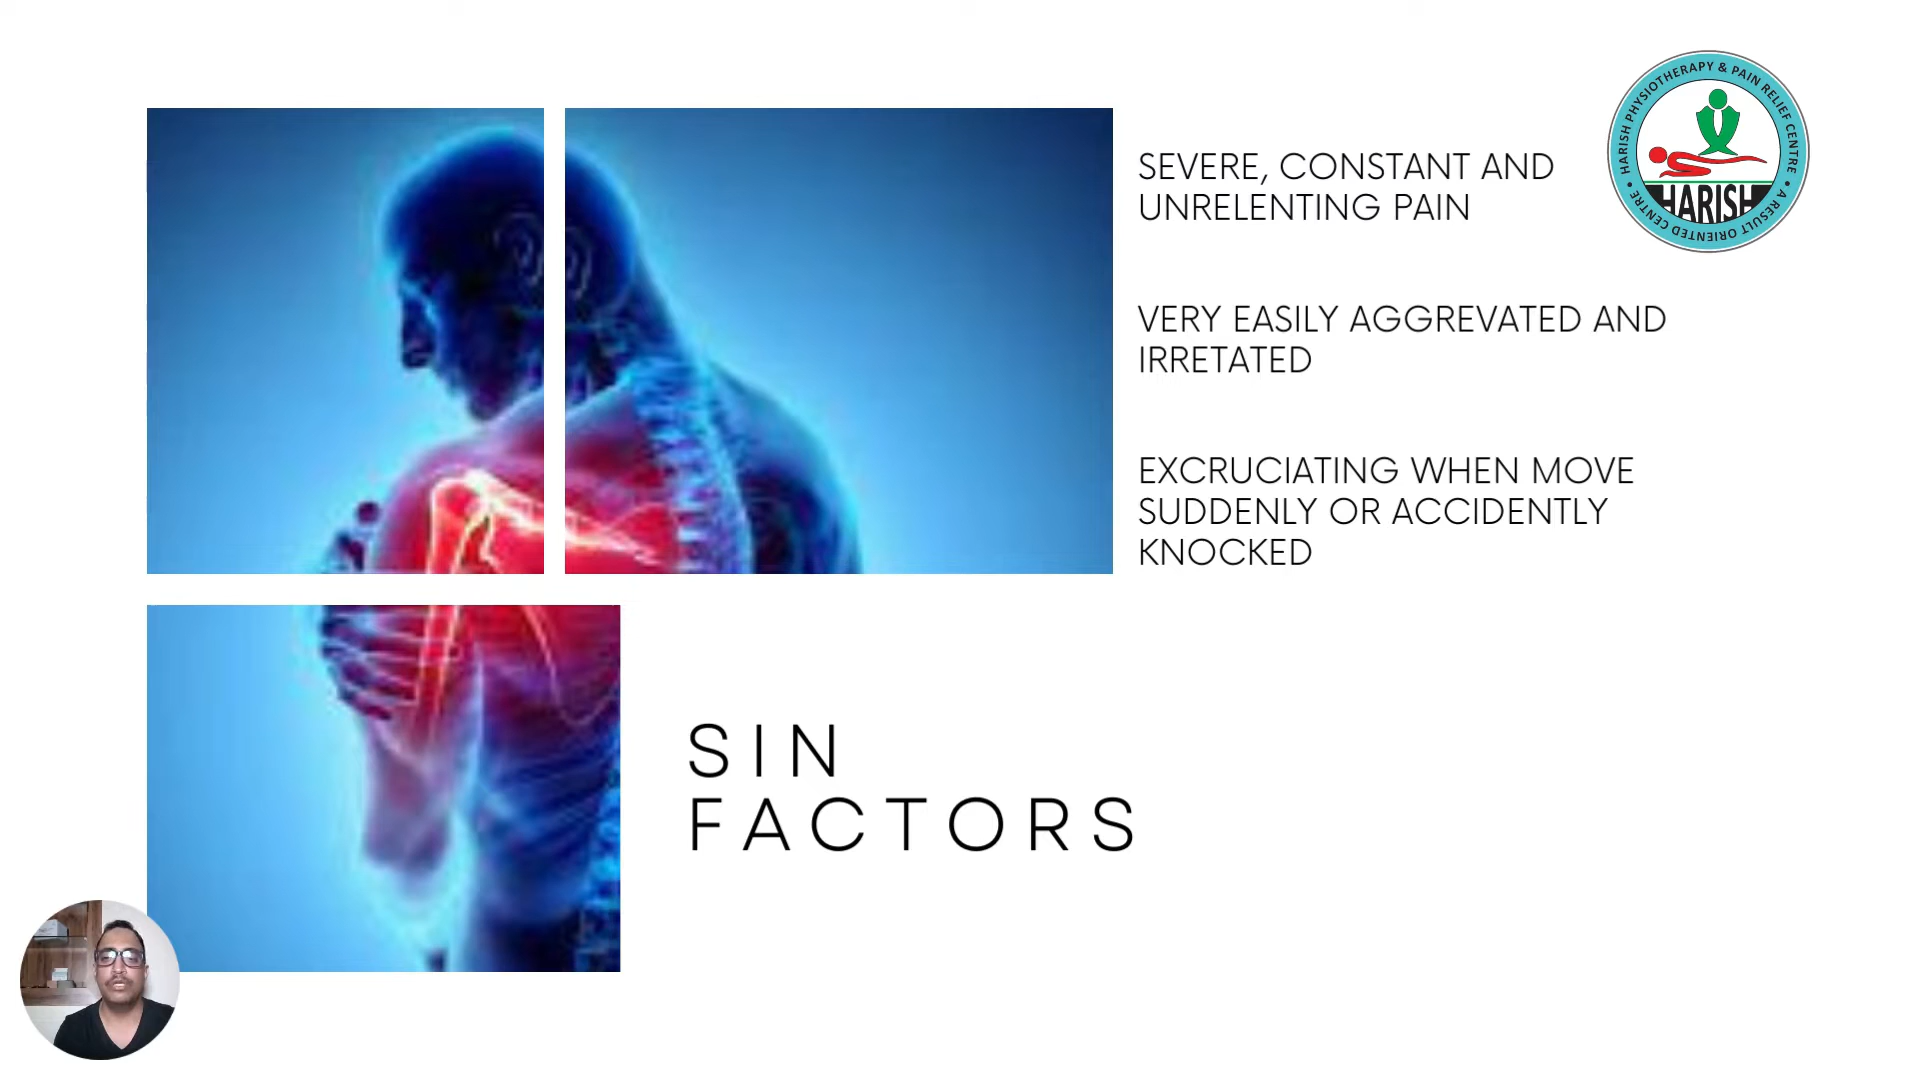 SEVERE, CONSTANT AND
UNRELENTING PAIN
HARISH PHYSIOTHERAPY & PAIN RELIEF CENTRE • A RESULT ORIENTED CENTRE •
HARISH
VERY EASILY AGGREVATED AND
IRRETATED
EXCRUCIATING WHEN MOVE
SUDDENLY OR ACCIDENTLY
KNOCKED
SIN
FACTORS